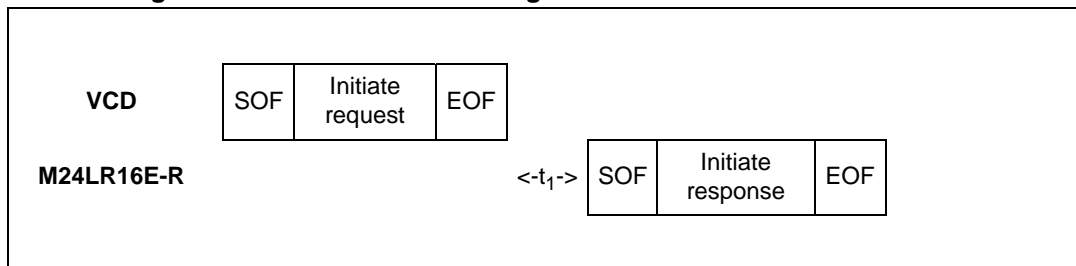 VCD SOF Initiate request EOF
M24LR16E-R <-t1-> SOF Initiate response EOF